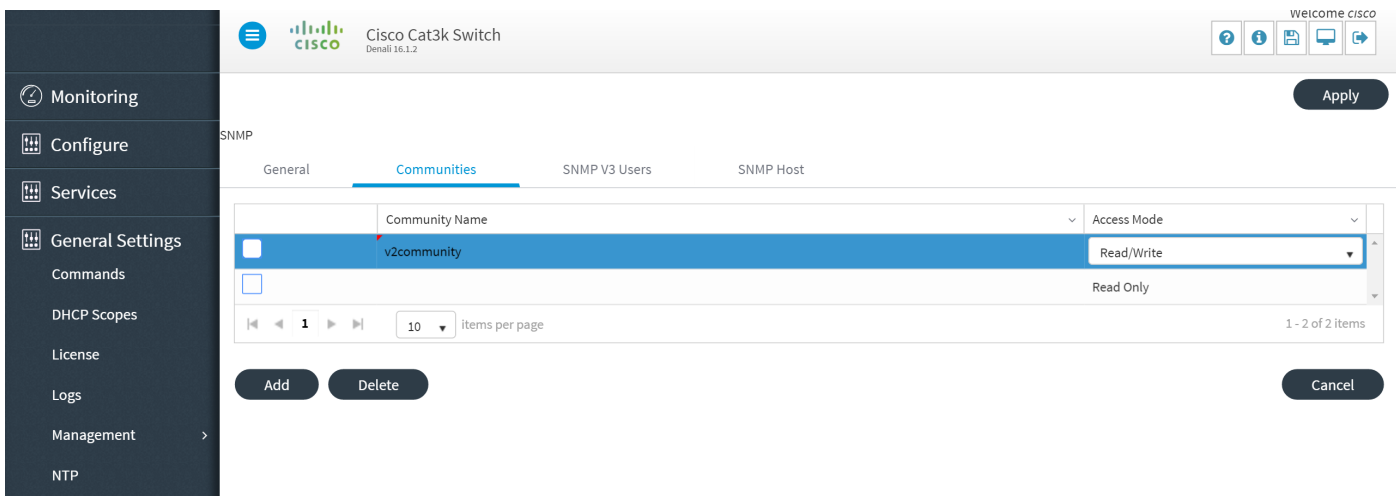 Welcome cisco
CISCO
Cisco Cat3k Switch
Denali 16.1.2
Monitoring
Configure
Services
General Settings
Commands
DHCP Scopes
License
Logs
Management
NTP
Apply
SNMP
General Communities SNMP V3 Users SNMP Host
Community Name Access Mode
v2community Read/Write
Read Only
1 10 items per page 1 - 2 of 2 items
Add Delete Cancel